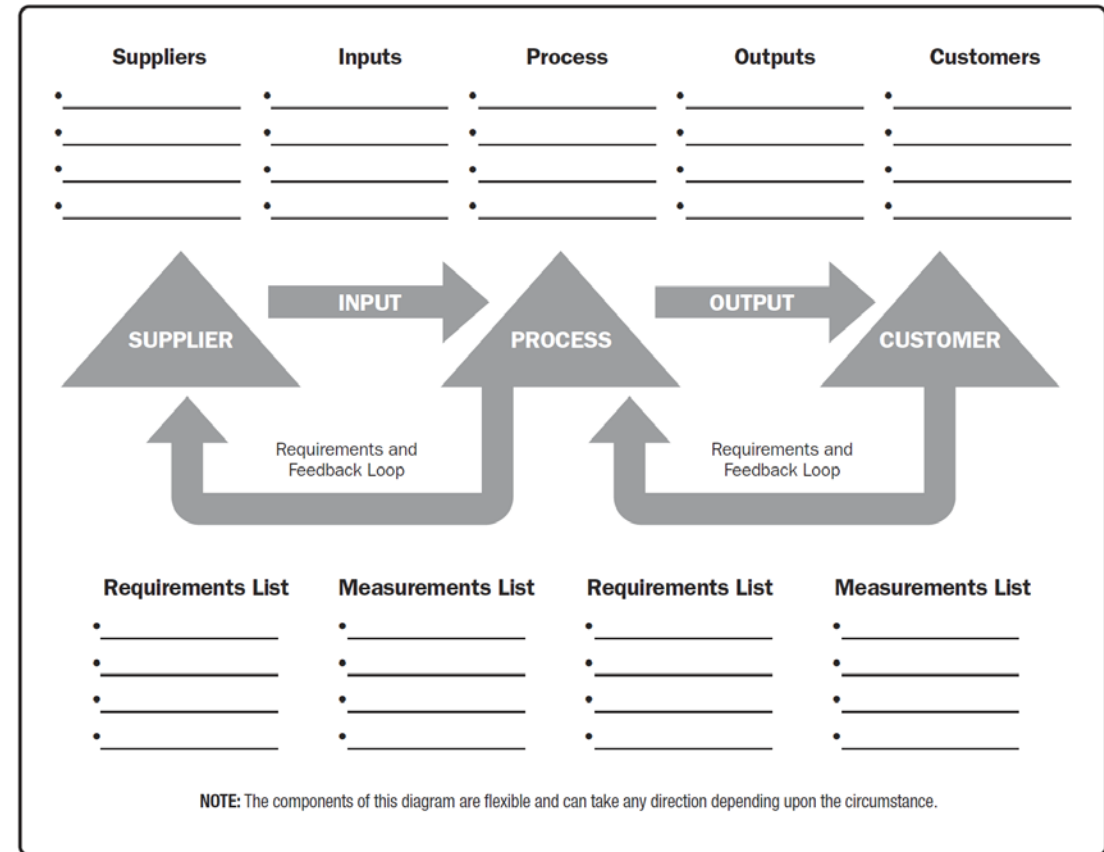 Suppliers Inputs Process Outputs Customers
INPUT OUTPUT
SUPPLIER PROCESS CUSTOMER
Requirements and
Feedback Loop
Requirements and
Feedback Loop
Requirements List Measurements List Requirements List Measurements List
NOTE: The components of this diagram are flexible and can take any direction depending upon the circumstance.